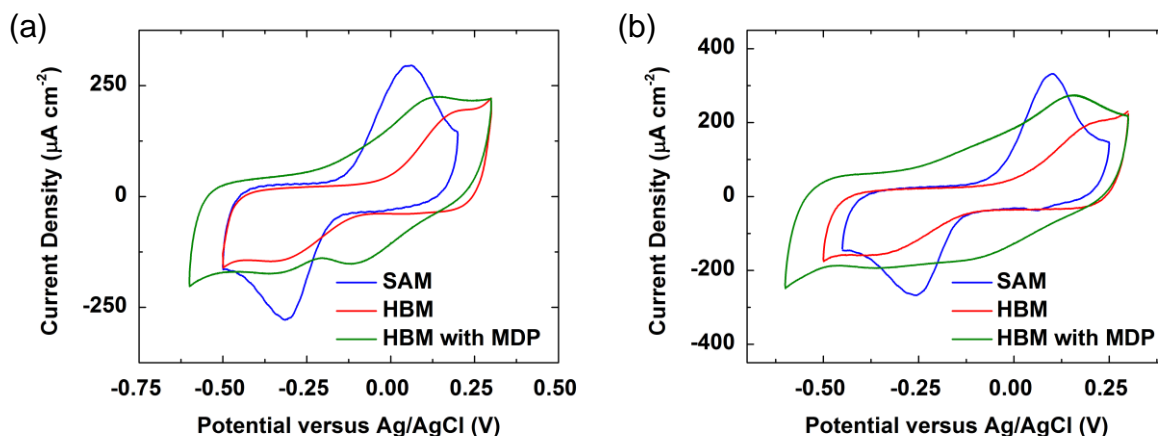 (a)
Current Density (µA cm⁻²)
250
0
-250
SAM
HBM
HBM with MDP
-0.75 -0.50 -0.25 0.00 0.25 0.50
Potential versus Ag/AgCl (V)
(b)
Current Density (µA cm⁻²)
400
200
0
-200
-400
SAM
HBM
HBM with MDP
-0.50 -0.25 0.00 0.25
Potential versus Ag/AgCl (V)